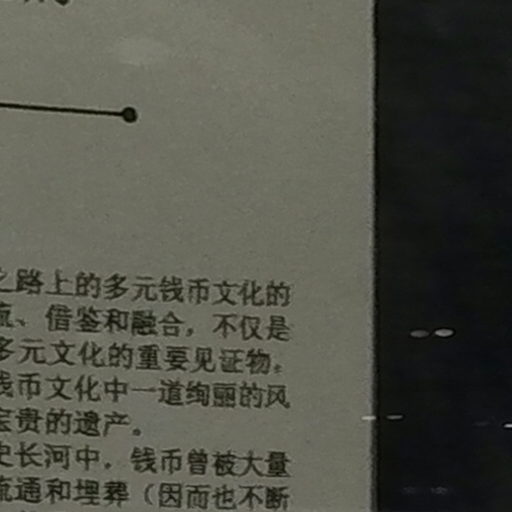 之路上的多元钱币文化的
流、借鉴和融合，不仅是
多元文化的重要见证物。
钱币文化中一道绚丽的风
宝贵的遗产。
史长河中，钱币曾被大量
流通和埋葬（因而也不断